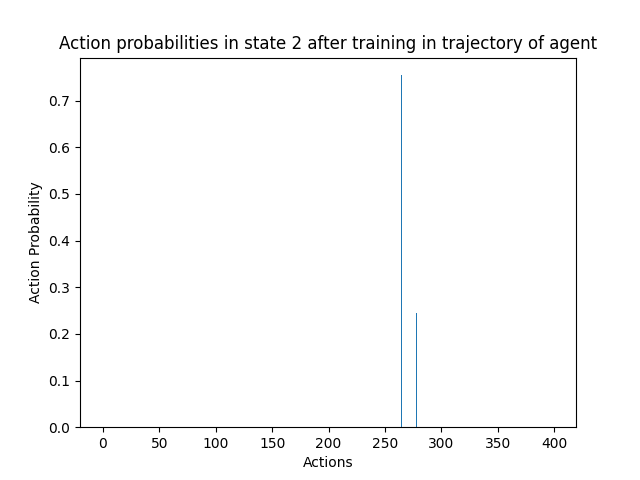 Action probabilities in state 2 after training in trajectory of agent
0.7
0.6
0.5
0.4
0.3
0.2
0.1
0.0
Action Probability
0 50 100 150 200 250 300 350 400
Actions